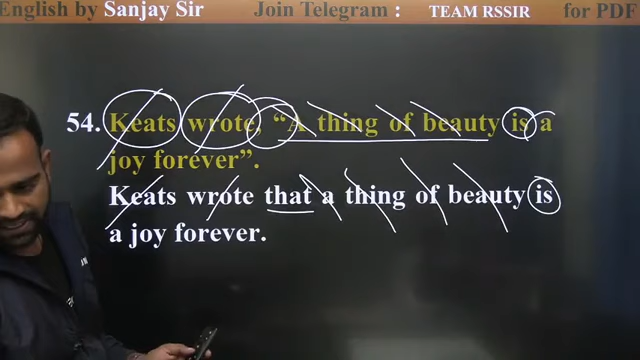 English by Sanjay Sir Join Telegram : TEAM RSSIR for PDF
54. Keats wrote, “A thing of beauty is a
joy forever”.
Keats wrote that a thing of beauty is
a joy forever.